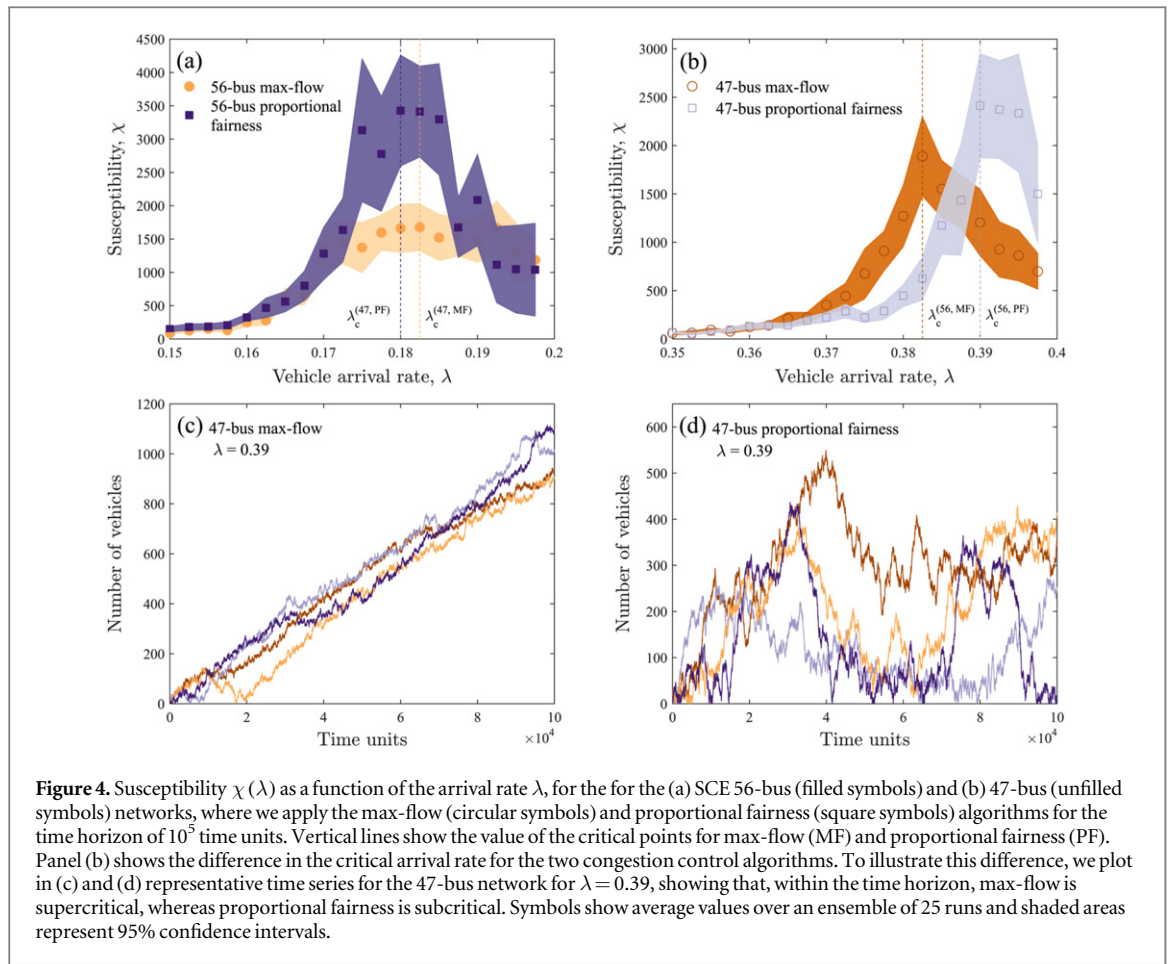 (a)
56-bus max-flow
56-bus proportional
fairness
Susceptibility, χ
4500
4000
3500
3000
2500
2000
1500
1000
500
0
λc(47, PF)
λc(47, MF)
0.15
0.16
0.17
0.18
0.19
0.2
Vehicle arrival rate, λ
(b)
47-bus max-flow
47-bus proportional fairness
Susceptibility, χ
3000
2500
2000
1500
1000
500
0
λc(56, MF)
λc(56, PF)
0.35
0.36
0.37
0.38
0.39
0.4
Vehicle arrival rate, λ
(c) 47-bus max-flow
λ = 0.39
Number of vehicles
1200
1000
800
600
400
200
0
0
2
4
6
8
10
×10⁴
Time units
(d) 47-bus proportional fairness
λ = 0.39
Number of vehicles
600
500
400
300
200
100
0
0
2
4
6
8
10
×10⁴
Time units
Figure 4. Susceptibility χ(λ) as a function of the arrival rate λ, for the for the (a) SCE 56-bus (filled symbols) and (b) 47-bus (unfilled
symbols) networks, where we apply the max-flow (circular symbols) and proportional fairness (square symbols) algorithms for the
time horizon of 10⁵ time units. Vertical lines show the value of the critical points for max-flow (MF) and proportional fairness (PF).
Panel (b) shows the difference in the critical arrival rate for the two congestion control algorithms. To illustrate this difference, we plot
in (c) and (d) representative time series for the 47-bus network for λ = 0.39, showing that, within the time horizon, max-flow is
supercritical, whereas proportional fairness is subcritical. Symbols show average values over an ensemble of 25 runs and shaded areas
represent 95% confidence intervals.